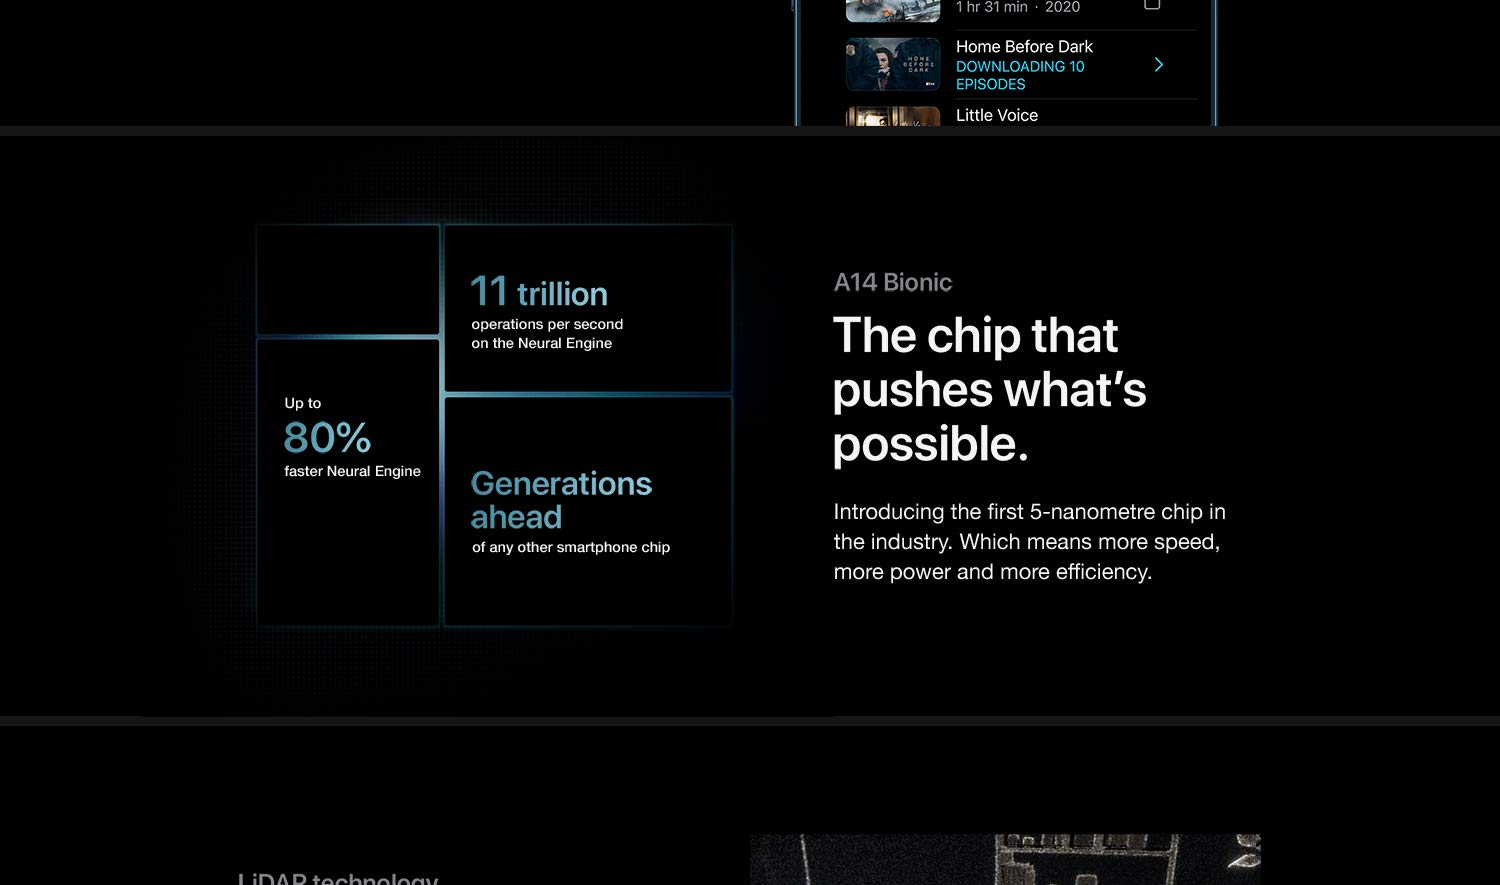 1 hr 31 min · 2020
Home Before Dark
DOWNLOADING 10
EPISODES
HOME
BEFORE
DARK
Little Voice
11 trillion
operations per second
on the Neural Engine
Up to
80%
faster Neural Engine
Generations
ahead
of any other smartphone chip
A14 Bionic
The chip that
pushes what’s
possible.
Introducing the first 5-nanometre chip in
the industry. Which means more speed,
more power and more efficiency.
LiDAR technology